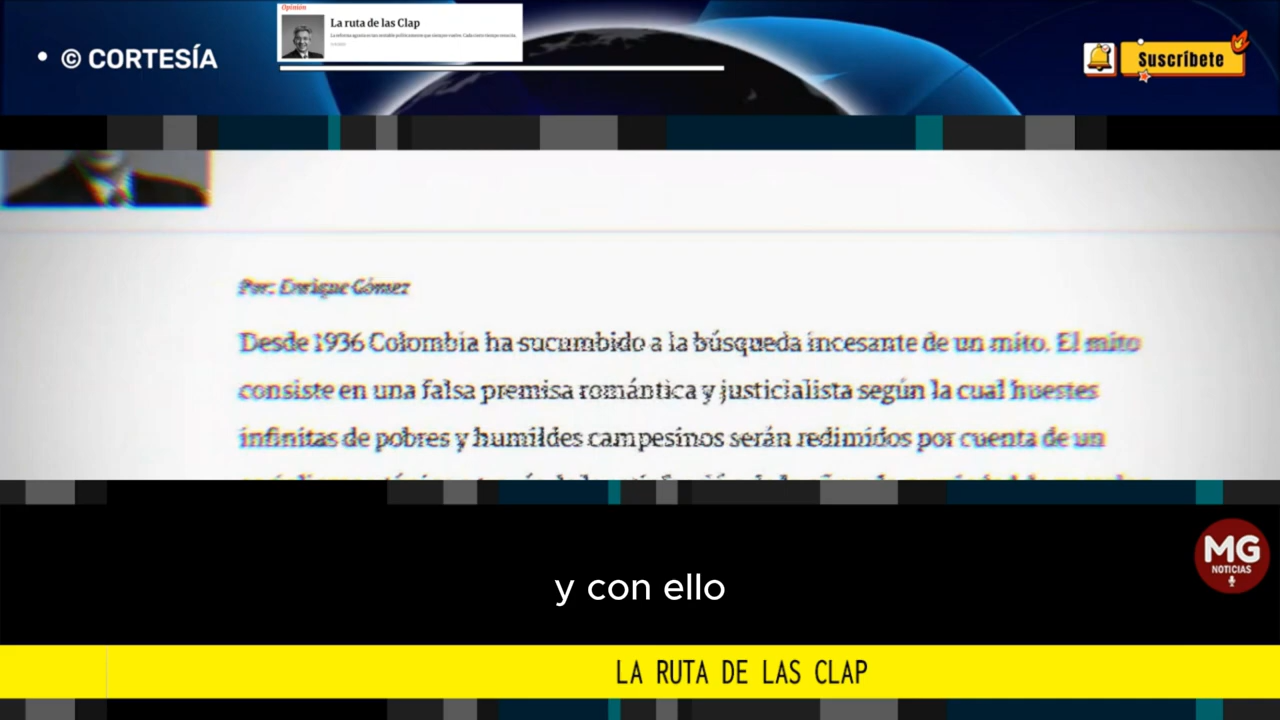 Opinión
La ruta de las Clap
• © CORTESÍA
Suscríbete
Por: Enrique Gómez
Desde 1936 Colombia ha sucumbido a la búsqueda incesante de un mito. El mito
consiste en una falsa premisa romántica y justicialista según la cual huestes
infinitas de pobres y humildes campesinos serán redimidos por cuenta de un
MG
NOTICIAS
y con ello
LA RUTA DE LAS CLAP